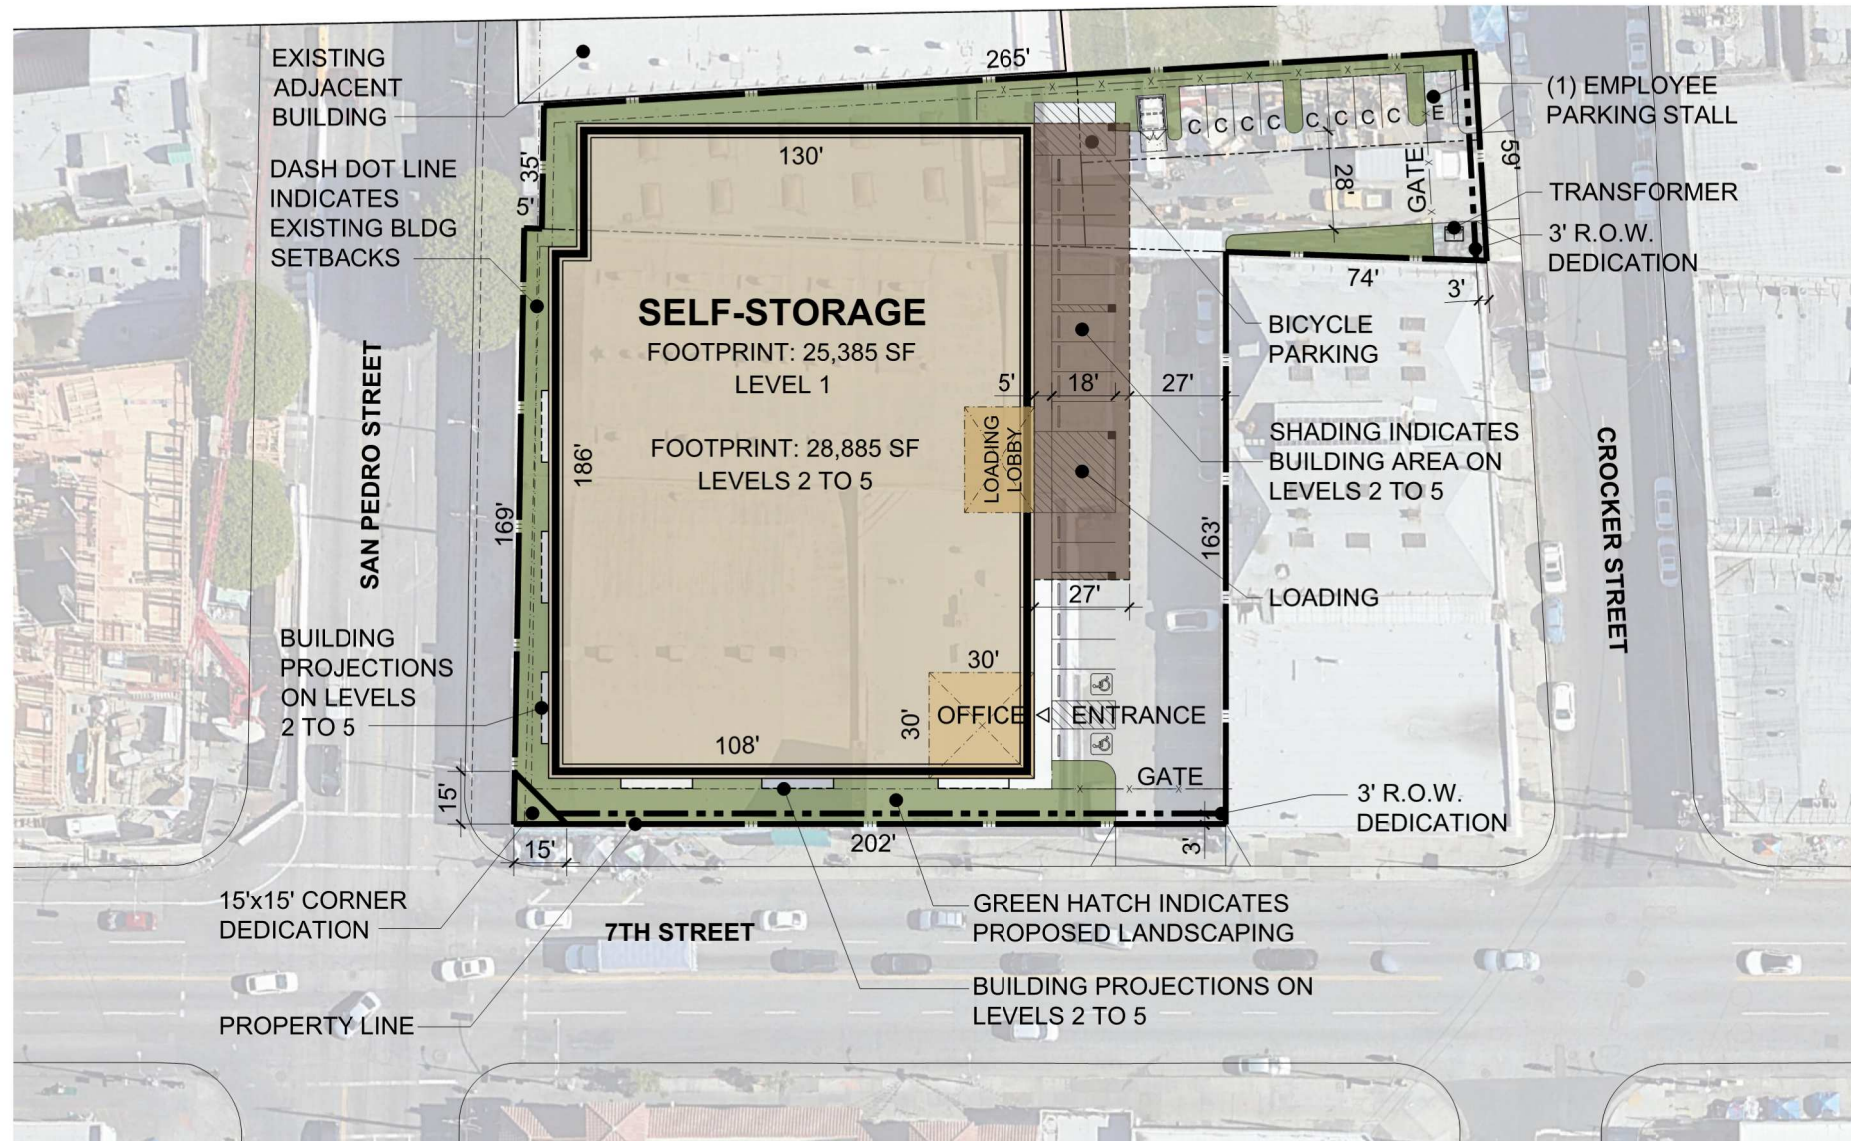 EXISTING
ADJACENT
BUILDING
265'
(1) EMPLOYEE
PARKING STALL
C C C C C C C E
DASH DOT LINE
INDICATES
EXISTING BLDG
SETBACKS
35'
5'
130'
28'
GATE
59'
TRANSFORMER
3' R.O.W.
DEDICATION
74'
3'
SELF-STORAGE
FOOTPRINT: 25,385 SF
LEVEL 1
FOOTPRINT: 28,885 SF
LEVELS 2 TO 5
BICYCLE
PARKING
5'
18'
27'
LOADING
LOBBY
SHADING INDICATES
BUILDING AREA ON
LEVELS 2 TO 5
SAN PEDRO STREET
186'
169'
163'
CROCKER STREET
27'
LOADING
BUILDING
PROJECTIONS
ON LEVELS
2 TO 5
30'
30'
OFFICE
ENTRANCE
108'
GATE
15'
15'
202'
3'
3' R.O.W.
DEDICATION
15'x15' CORNER
DEDICATION
7TH STREET
GREEN HATCH INDICATES
PROPOSED LANDSCAPING
BUILDING PROJECTIONS ON
LEVELS 2 TO 5
PROPERTY LINE